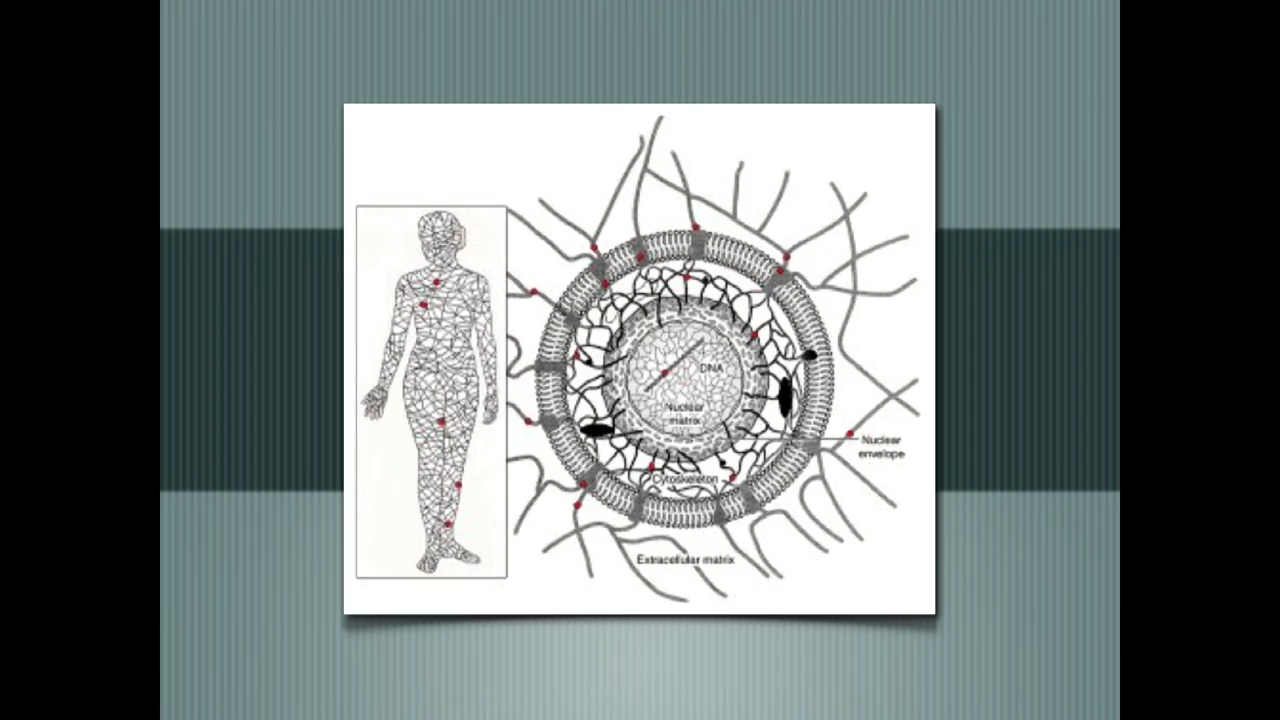 DNA
Nuclear
matrix
Nuclear
envelope
Cytoskeleton
Extracellular matrix